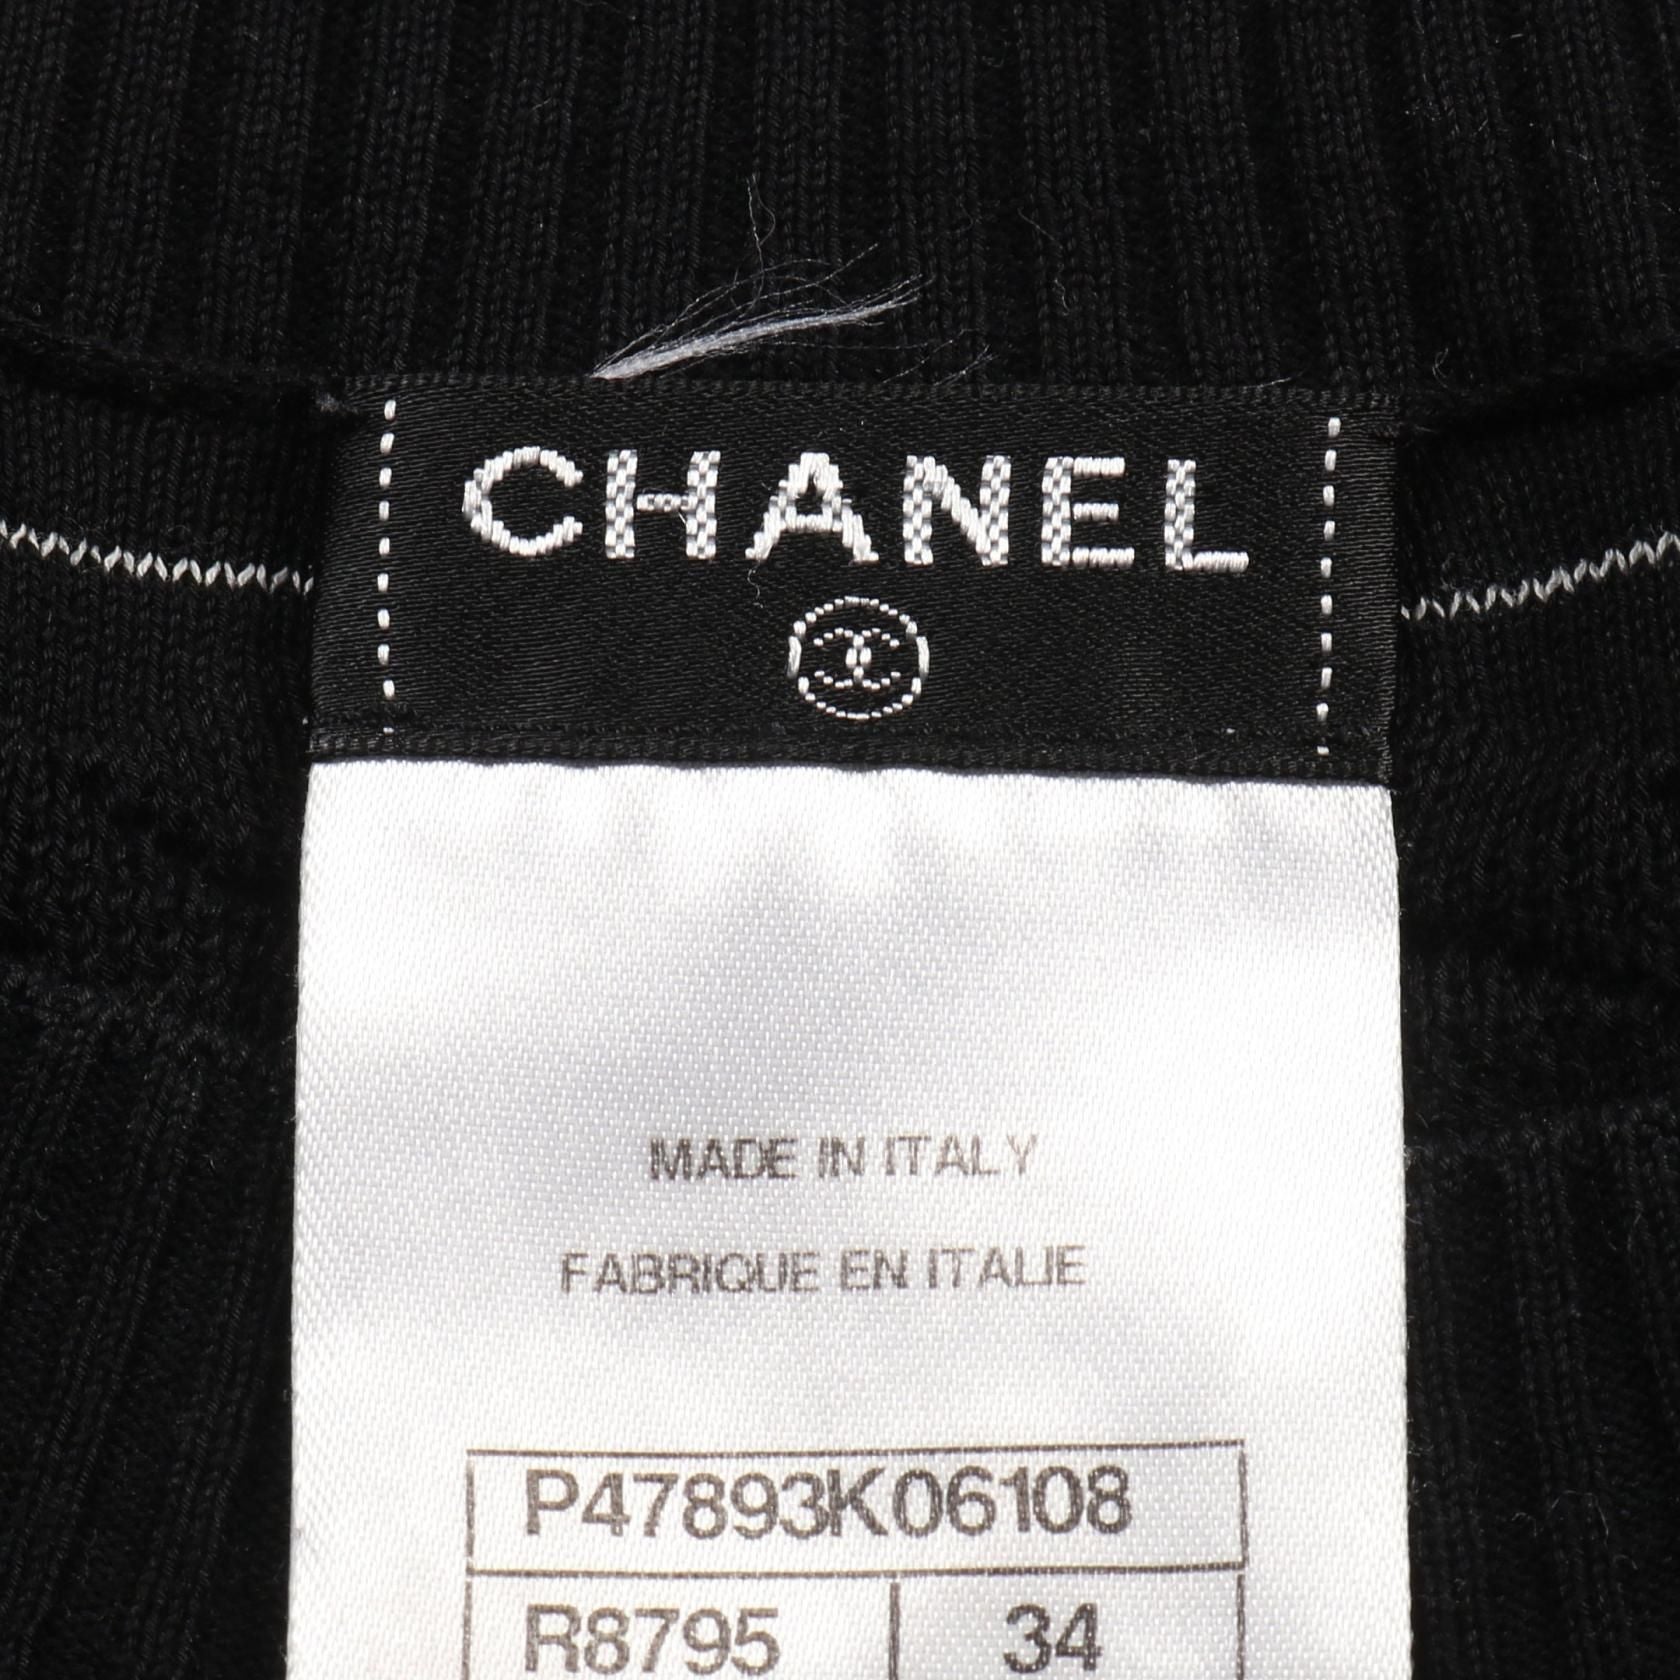 CHANEL
MADE IN ITALY
FABRIQUE EN ITALIE
P47893K06108
R8795 34